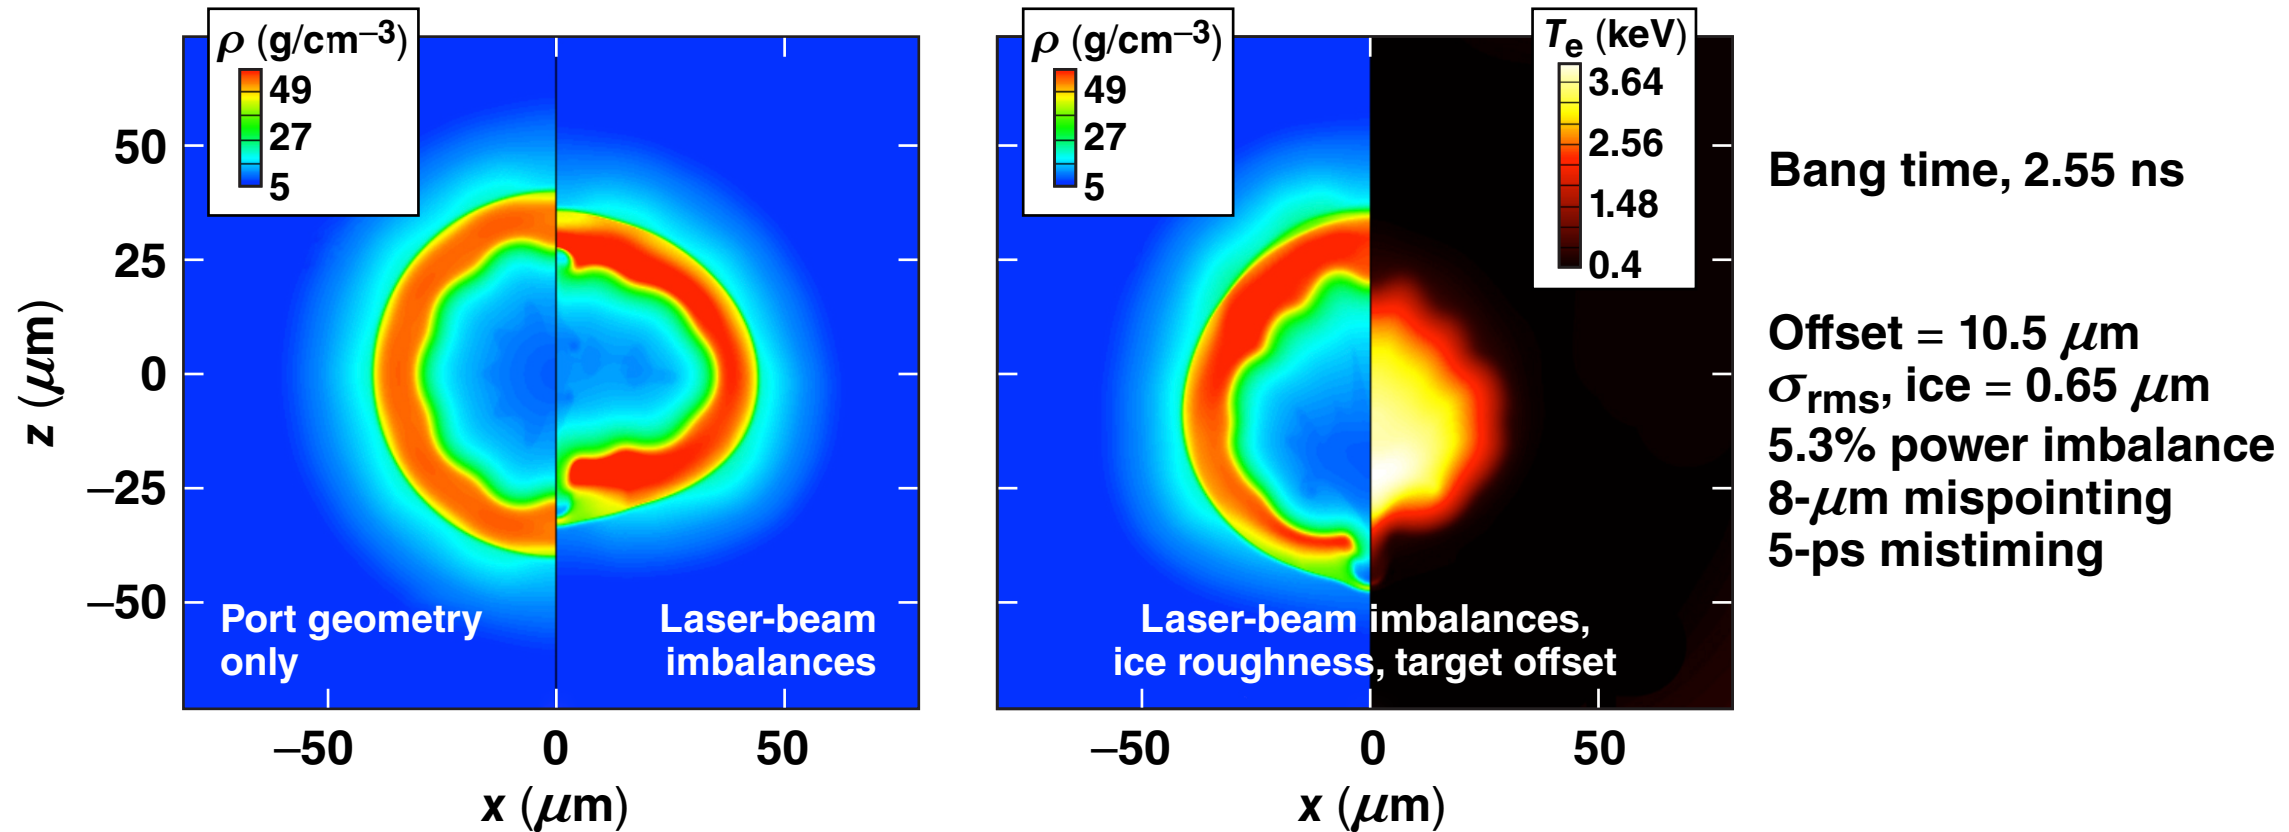 ρ (g/cm–3)
49
27
5
50
25
0
–25
–50
z (μm)
Port geometry
only
Laser-beam
imbalances
–50
0
50
x (μm)
ρ (g/cm–3)
49
27
5
Te (keV)
3.64
2.56
1.48
0.4
Laser-beam imbalances,
ice roughness, target offset
–50
0
50
x (μm)
Bang time, 2.55 ns
Offset = 10.5 μm
σrms, ice = 0.65 μm
5.3% power imbalance
8-μm mispointing
5-ps mistiming